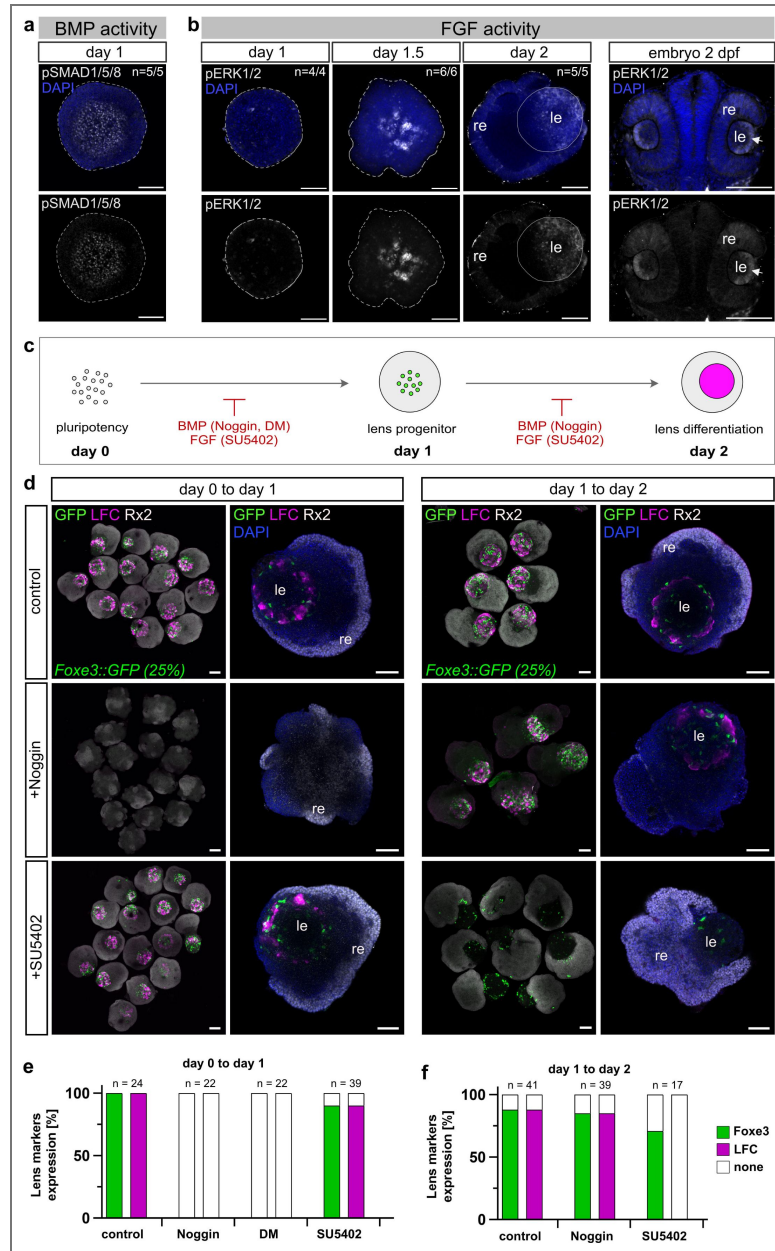 a
BMP activity
day 1
pSMAD1/5/8
n=5/5
DAPI
pSMAD1/5/8
b
FGF activity
day 1
day 1.5
day 2
embryo 2 dpf
pERK1/2
n=4/4
DAPI
n=6/6
n=5/5
re
le
pERK1/2
DAPI
re
le
pERK1/2
re
le
pERK1/2
re
le
c
pluripotency
day 0
BMP (Noggin, DM)
FGF (SU5402)
lens progenitor
day 1
BMP (Noggin)
FGF (SU5402)
lens differentiation
day 2
d
day 0 to day 1
day 1 to day 2
control
GFP LFC Rx2
Foxe3::GFP (25%)
GFP LFC Rx2
DAPI
le
re
GFP LFC Rx2
Foxe3::GFP (25%)
GFP LFC Rx2
DAPI
re
le
+Noggin
re
le
+SU5402
le
re
re
le
e
day 0 to day 1
n = 24
n = 22
n = 22
n = 39
Lens markers
expression [%]
100
50
0
control
Noggin
DM
SU5402
f
day 1 to day 2
n = 41
n = 39
n = 17
Lens markers
expression [%]
100
50
0
control
Noggin
SU5402
Foxe3
LFC
none